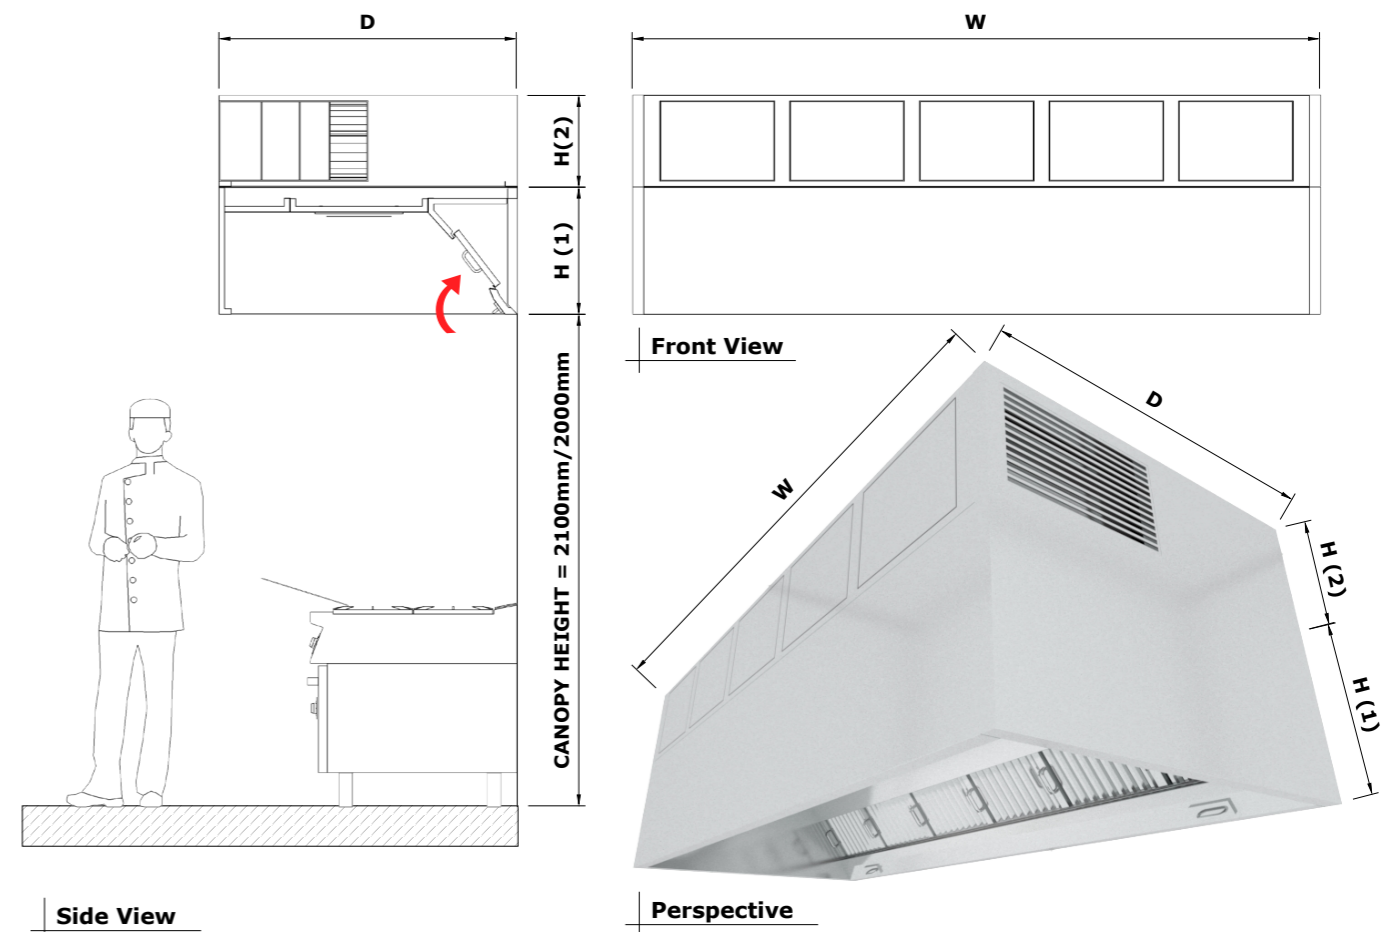 D
H(2)
H (1)
CANOPY HEIGHT = 2100mm/2000mm
Side View
W
Front View
W
D
H (2)
H (1)
Perspective